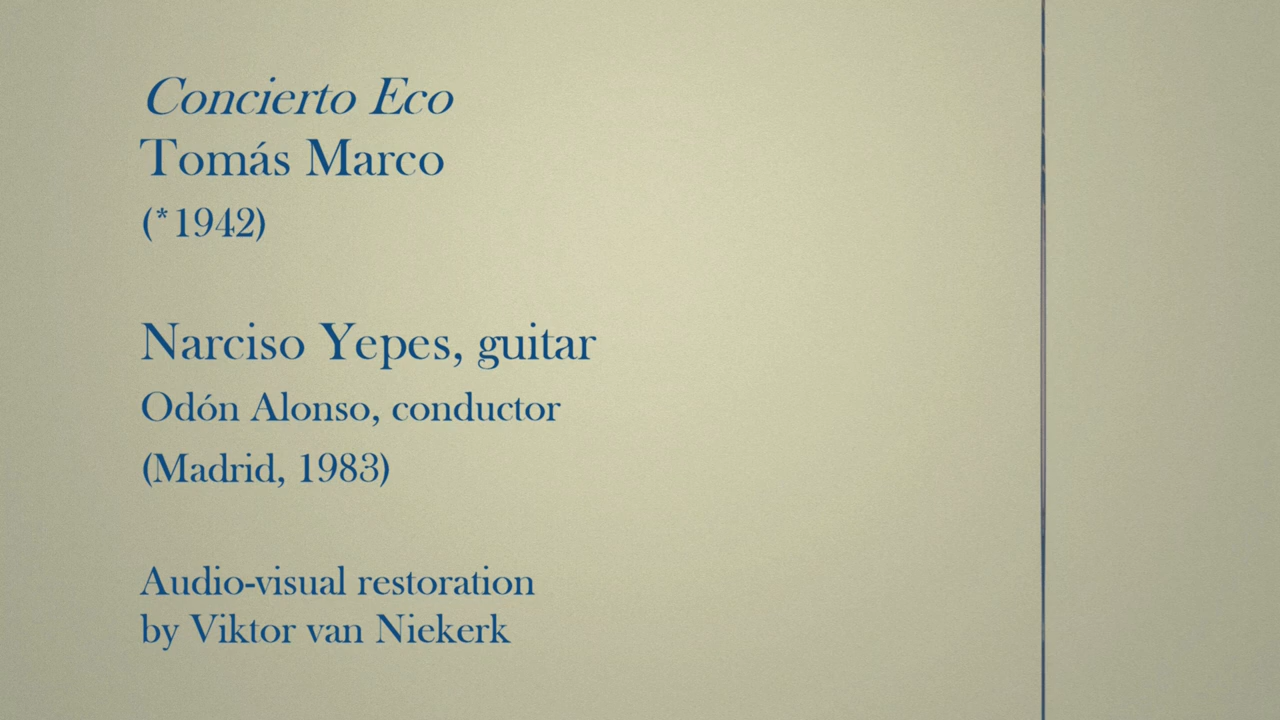 Concierto Eco
Tomás Marco
(*1942)
Narciso Yepes, guitar
Odón Alonso, conductor
(Madrid, 1983)
Audio-visual restoration
by Viktor van Niekerk